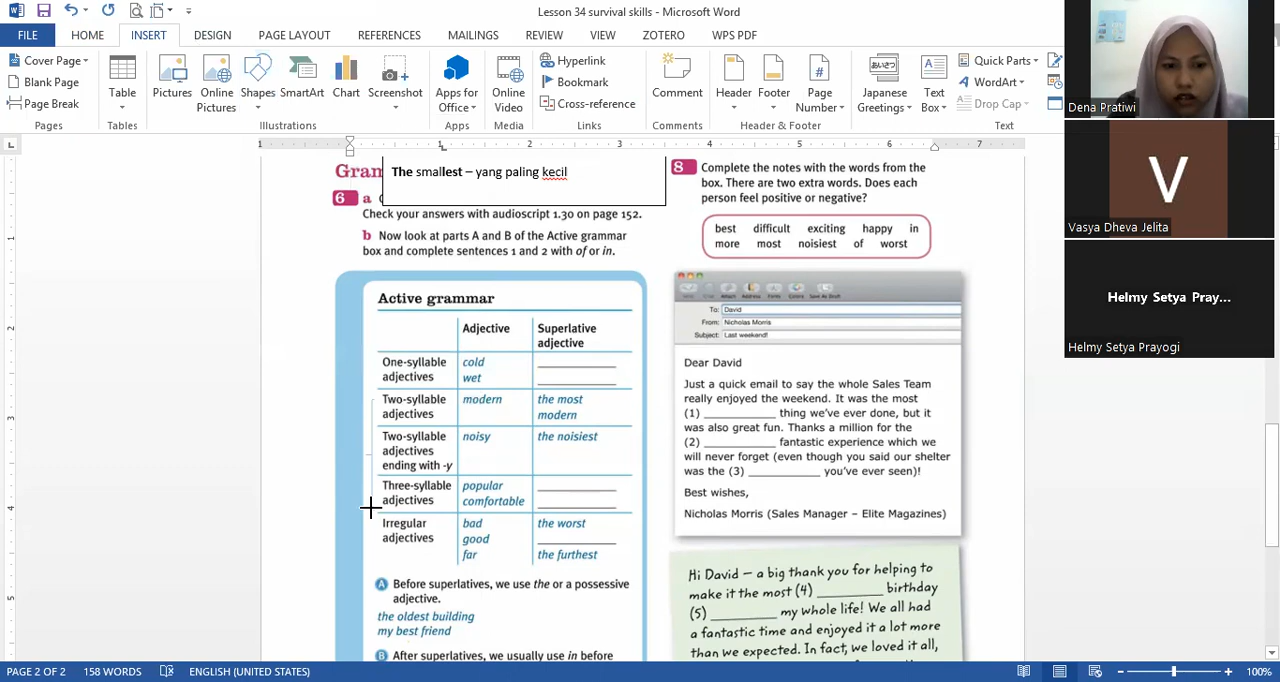 Lesson 34 survival skills - Microsoft Word
FILE HOME INSERT DESIGN PAGE LAYOUT REFERENCES MAILINGS REVIEW VIEW ZOTERO WPS PDF
Cover Page
Blank Page
Page Break
Pages
Table
Tables
Pictures
Online Pictures
Shapes
SmartArt
Chart
Screenshot
Illustrations
Apps for Office
Apps
Online Video
Media
Hyperlink
Bookmark
Cross-reference
Links
Comment
Comments
Header
Footer
Page Number
Header & Footer
あいさつ
Japanese Greetings
Text Box
Quick Parts
WordArt
Drop Cap
Text
1 1 2 3 4 5 6 7
Gram
The smallest – yang paling kecil
6 a
Check your answers with audioscript 1.30 on page 152.
b Now look at parts A and B of the Active grammar
box and complete sentences 1 and 2 with of or in.
Active grammar
Adjective Superlative adjective
One-syllable adjectives cold wet
Two-syllable adjectives modern the most modern
Two-syllable adjectives ending with -y noisy the noisiest
Three-syllable adjectives popular comfortable
Irregular adjectives bad good far the worst the furthest
A Before superlatives, we use the or a possessive
adjective.
the oldest building
my best friend
B After superlatives, we usually use in before
8 Complete the notes with the words from the
box. There are two extra words. Does each
person feel positive or negative?
best difficult exciting happy in
more most noisiest of worst
To: David
From: Nicholas Morris
Subject: Last weekend!
Dear David
Just a quick email to say the whole Sales Team
really enjoyed the weekend. It was the most
(1) ____________ thing we've ever done, but it
was also great fun. Thanks a million for the
(2) ____________ fantastic experience which we
will never forget (even though you said our shelter
was the (3) ____________ you've ever seen)!
Best wishes,
Nicholas Morris (Sales Manager – Elite Magazines)
Hi David – a big thank you for helping to
make it the most (4) ________ birthday
(5) ________ my whole life! We all had
a fantastic time and enjoyed it a lot more
than we expected. In fact, we loved it all,
Dena Pratiwi
V
Vasya Dheva Jelita
Helmy Setya Pray...
Helmy Setya Prayogi
PAGE 2 OF 2 158 WORDS ENGLISH (UNITED STATES) 100%